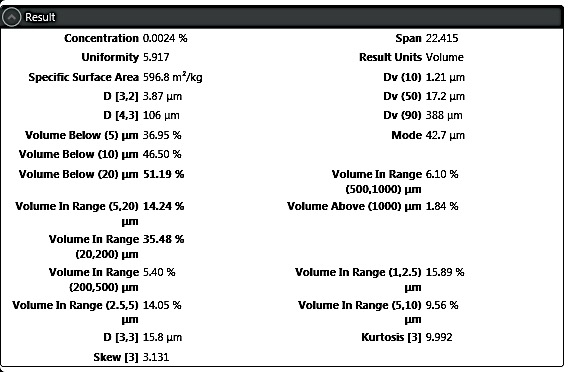 Result
Concentration 0.0024 % Span 22.415
Uniformity 5.917 Result Units Volume
Specific Surface Area 596.8 m²/kg Dv (10) 1.21 µm
D [3,2] 3.87 µm Dv (50) 17.2 µm
D [4,3] 106 µm Dv (90) 388 µm
Volume Below (5) µm 36.95 % Mode 42.7 µm
Volume Below (10) µm 46.50 %
Volume Below (20) µm 51.19 % Volume In Range 6.10 %
(500,1000) µm
Volume In Range (5,20) 14.24 % Volume Above (1000) µm 1.84 %
µm
Volume In Range 35.48 %
(20,200) µm
Volume In Range 5.40 % Volume In Range (1,2.5) 15.89 %
(200,500) µm µm
Volume In Range (2.5,5) 14.05 % Volume In Range (5,10) 9.56 %
µm µm
D [3,3] 15.8 µm Kurtosis [3] 9.992
Skew [3] 3.131